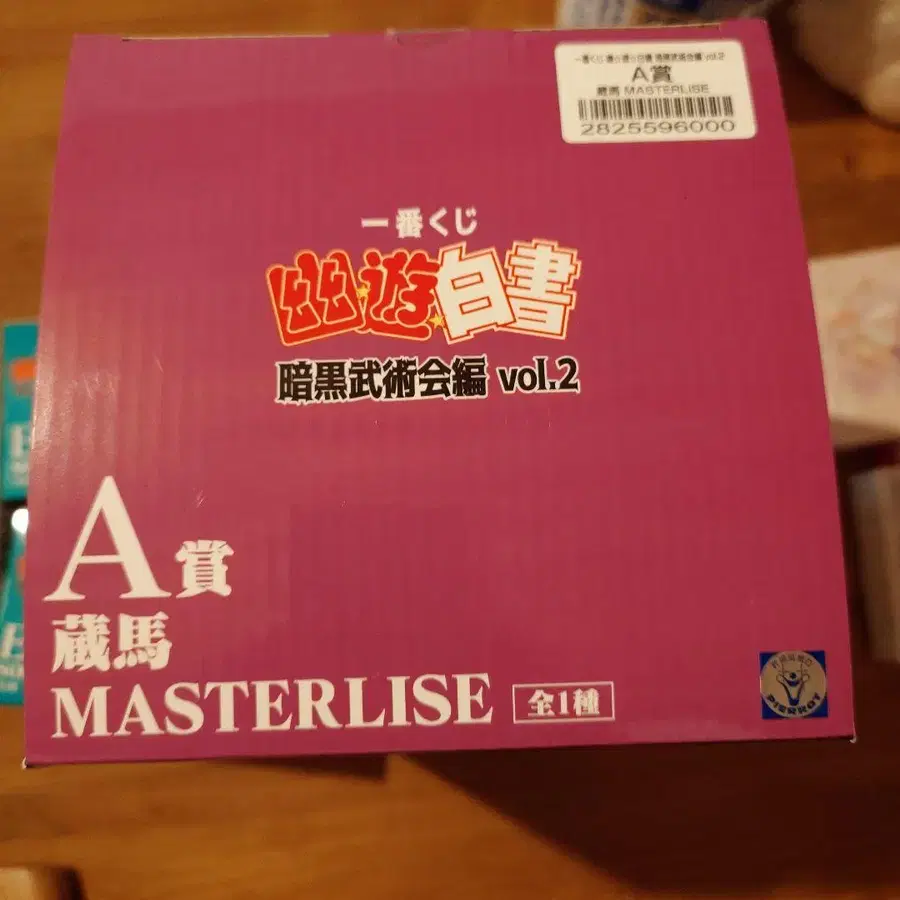 一番くじ 幽☆遊☆白書 暗黒武術会編 vol.2
A賞
蔵馬 MASTERLISE
2825596000
一番くじ
幽☆遊☆白書
暗黒武術会編 vol.2
A賞
蔵馬
MASTERLISE 全1種
PIERROT